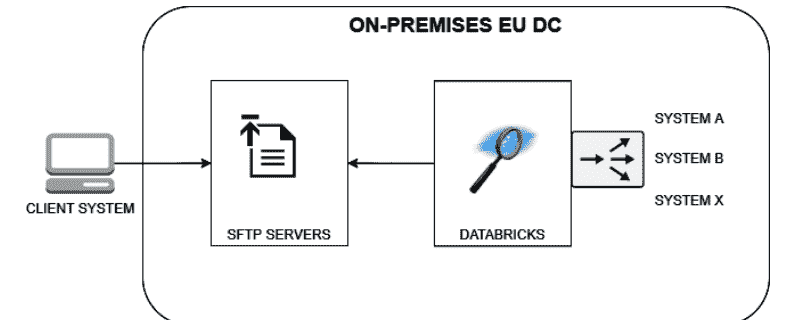 ON-PREMISES EU DC
SYSTEM A
SYSTEM B
SYSTEM X
CLIENT SYSTEM
SFTP SERVERS
DATABRICKS